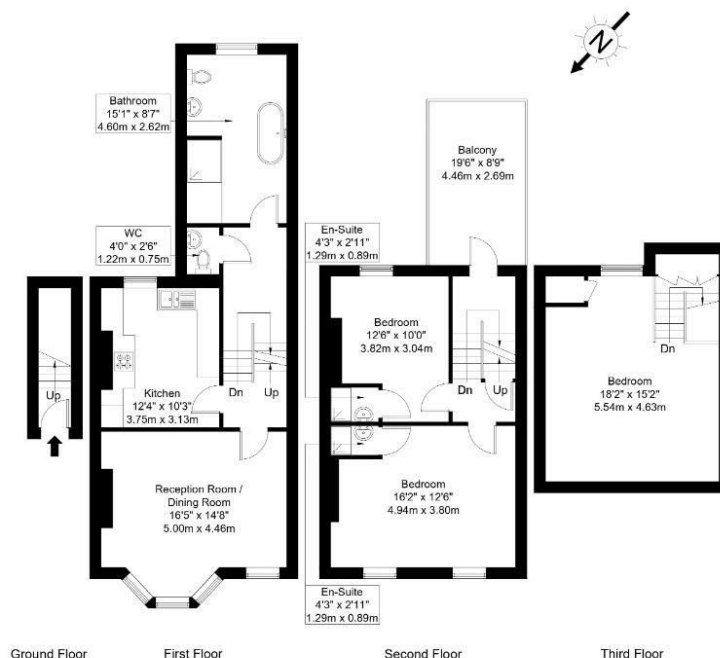 N
Bathroom
15'1" x 8'7"
4.60m x 2.62m
WC
4'0" x 2'6"
1.22m x 0.75m
Up
Kitchen
12'4" x 10'3"
3.75m x 3.13m
Dn
Up
Reception Room /
Dining Room
16'5" x 14'8"
5.00m x 4.46m
Balcony
19'6" x 8'9"
4.46m x 2.69m
En-Suite
4'3" x 2'11"
1.29m x 0.89m
Bedroom
12'6" x 10'0"
3.82m x 3.04m
Dn
Up
Bedroom
16'2" x 12'6"
4.94m x 3.80m
En-Suite
4'3" x 2'11"
1.29m x 0.89m
Dn
Bedroom
18'2" x 15'2"
5.54m x 4.63m
Ground Floor
First Floor
Second Floor
Third Floor